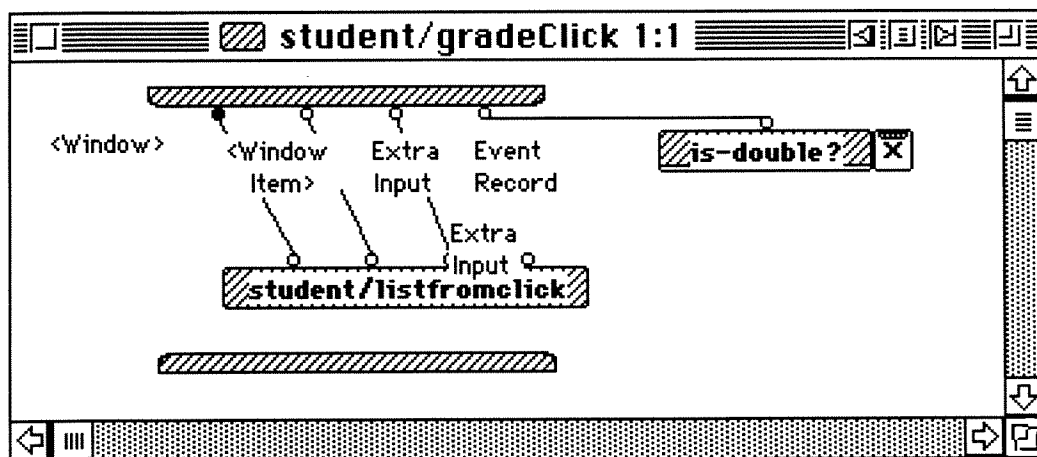 student/gradeClick 1:1
<Window>
<Window
Item>
Extra
Input
Event
Record
is-double?
Extra
Input
student/listfromclick